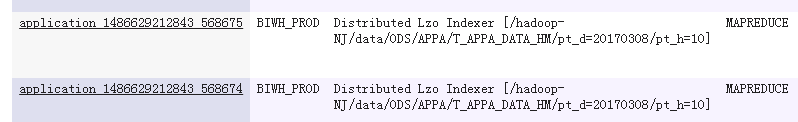 application_1486629212843_568675 BIWH_PROD Distributed Lzo Indexer [/hadoop- MAPREDUCE
NJ/data/ODS/APPA/T_APPA_DATA_HM/pt_d=20170308/pt_h=10]
application_1486629212843_568674 BIWH_PROD Distributed Lzo Indexer [/hadoop- MAPREDUCE
NJ/data/ODS/APPA/T_APPA_DATA_HM/pt_d=20170308/pt_h=10]